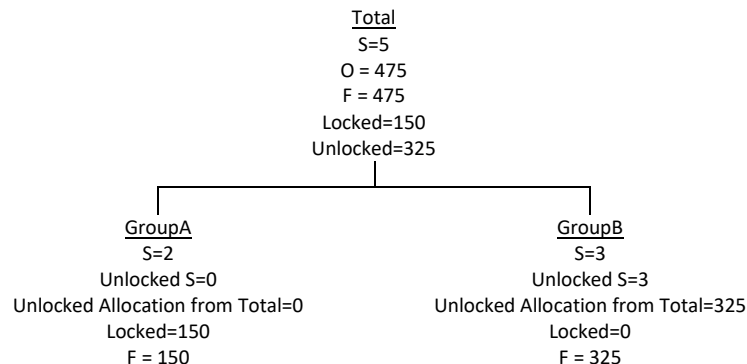 Total
S=5
O = 475
F = 475
Locked=150
Unlocked=325
GroupA
S=2
Unlocked S=0
Unlocked Allocation from Total=0
Locked=150
F = 150
GroupB
S=3
Unlocked S=3
Unlocked Allocation from Total=325
Locked=0
F = 325